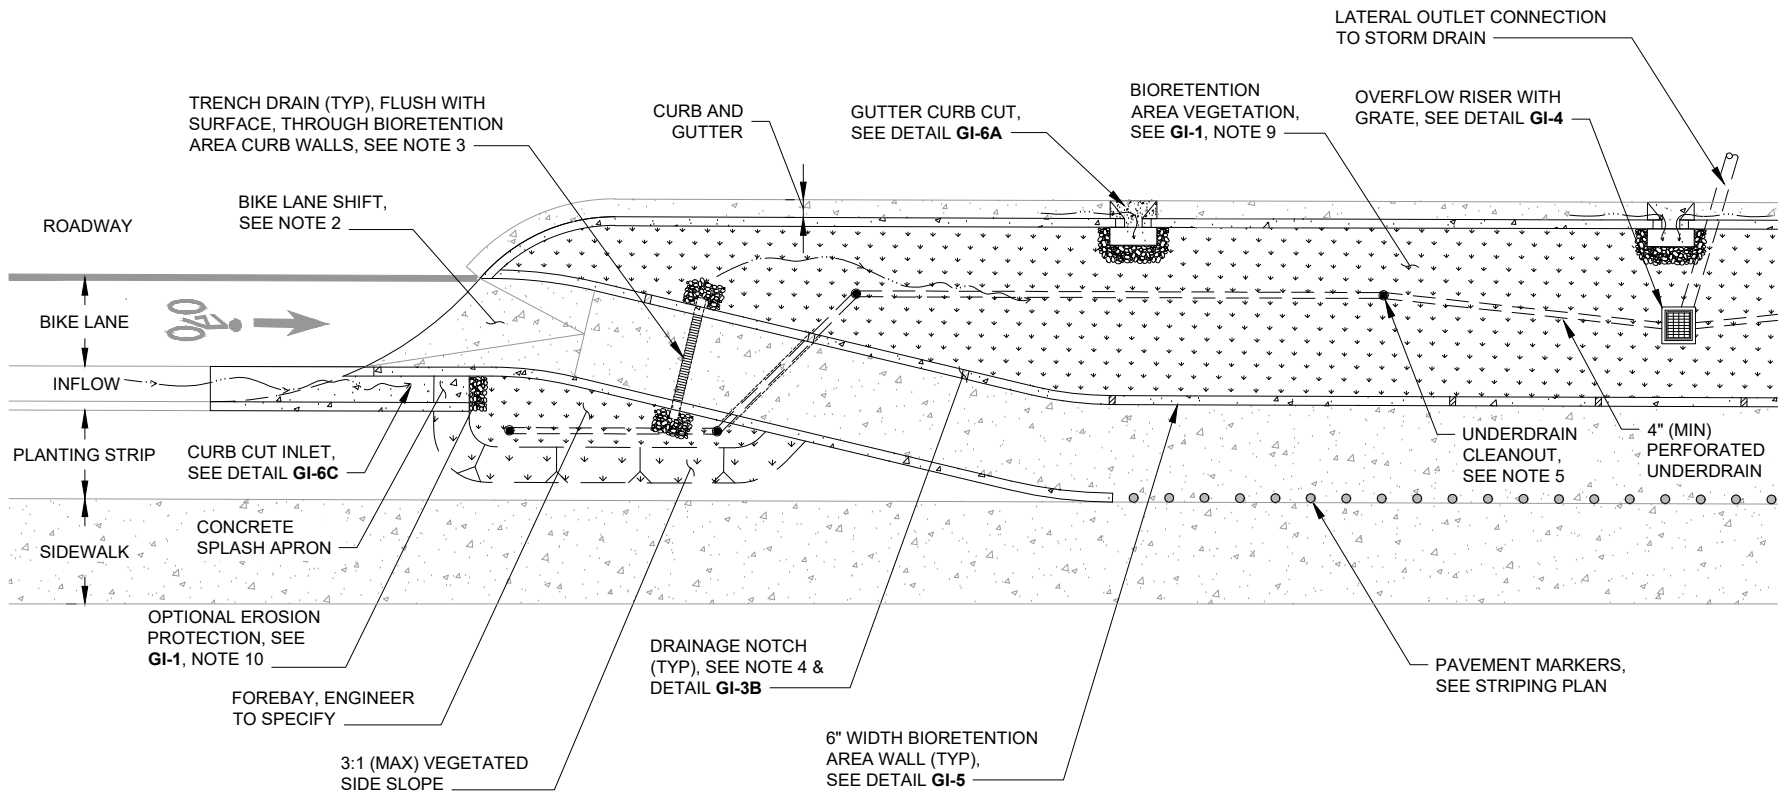 LATERAL OUTLET CONNECTION
TO STORM DRAIN
TRENCH DRAIN (TYP), FLUSH WITH
SURFACE, THROUGH BIORETENTION
AREA CURB WALLS, SEE NOTE 3
CURB AND
GUTTER
GUTTER CURB CUT,
SEE DETAIL GI-6A
BIORETENTION
AREA VEGETATION,
SEE GI-1, NOTE 9
OVERFLOW RISER WITH
GRATE, SEE DETAIL GI-4
BIKE LANE SHIFT,
SEE NOTE 2
ROADWAY
BIKE LANE
INFLOW
PLANTING STRIP
SIDEWALK
CURB CUT INLET,
SEE DETAIL GI-6C
CONCRETE
SPLASH APRON
OPTIONAL EROSION
PROTECTION, SEE
GI-1, NOTE 10
FOREBAY, ENGINEER
TO SPECIFY
3:1 (MAX) VEGETATED
SIDE SLOPE
DRAINAGE NOTCH
(TYP), SEE NOTE 4 &
DETAIL GI-3B
6" WIDTH BIORETENTION
AREA WALL (TYP),
SEE DETAIL GI-5
UNDERDRAIN
CLEANOUT,
SEE NOTE 5
4" (MIN)
PERFORATED
UNDERDRAIN
PAVEMENT MARKERS,
SEE STRIPING PLAN